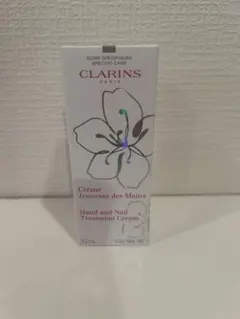 SOINS SPÉCIFIQUES
SPECIFIC CARE
CLARINS
PARIS
Crème
Jeunesse des Mains
Hand and Nail
Treatment Cream